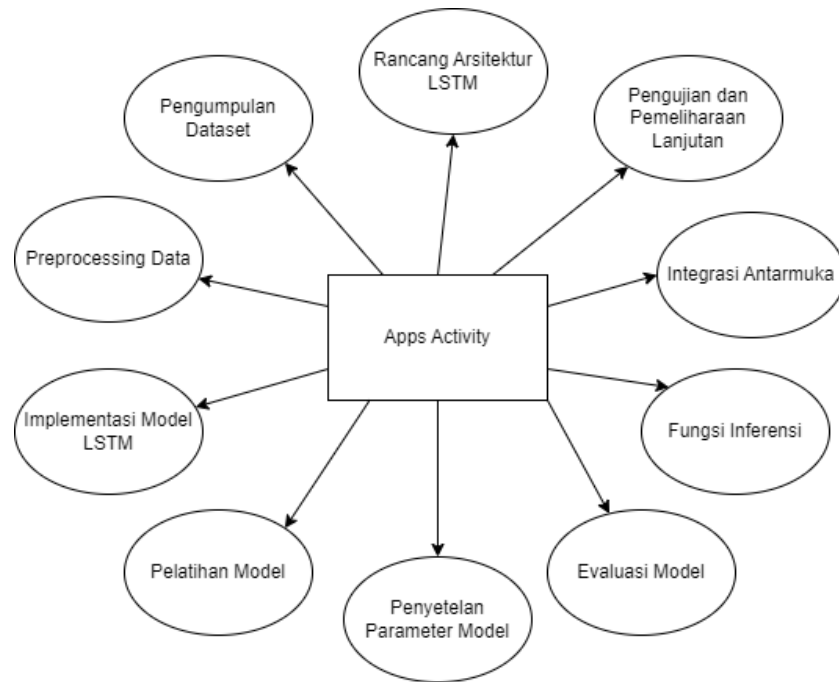 Rancang Arsitektur
LSTM
Pengumpulan
Dataset
Pengujian dan
Pemeliharaan
Lanjutan
Preprocessing Data
Integrasi Antarmuka
Apps Activity
Implementasi Model
LSTM
Fungsi Inferensi
Pelatihan Model
Evaluasi Model
Penyetelan
Parameter Model